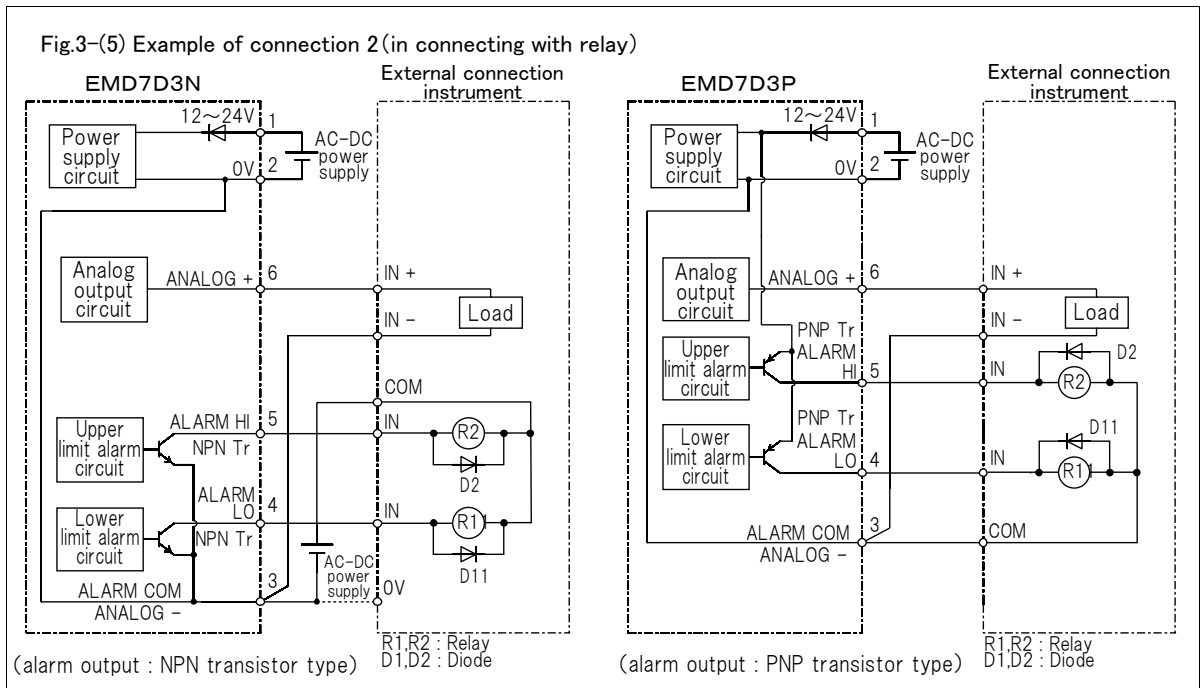 Fig.3-(5) Example of connection 2(in connecting with relay)
EMD7D3N
External connection
instrument
12~24V
1
Power
supply
circuit
AC-DC
power
supply
0V
2
Analog
output
circuit
ANALOG +
6
IN +
Load
IN -
COM
Upper
limit alarm
circuit
ALARM HI
5
IN
NPN Tr
R2
D2
Lower
limit alarm
circuit
ALARM
LO
4
IN
NPN Tr
R11
D11
AC-DC
power
supply
0V
ALARM COM
3
ANALOG -
R1,R2 : Relay
D1,D2 : Diode
(alarm output : NPN transistor type)
EMD7D3P
External connection
instrument
12~24V
1
Power
supply
circuit
AC-DC
power
supply
0V
2
Analog
output
circuit
ANALOG +
6
IN +
Load
IN -
PNP Tr
Upper
limit alarm
circuit
ALARM
HI
5
IN
D2
R2
PNP Tr
Lower
limit alarm
circuit
ALARM
LO
4
IN
D11
R11
ALARM COM
3
COM
ANALOG -
R1,R2 : Relay
D1,D2 : Diode
(alarm output : PNP transistor type)